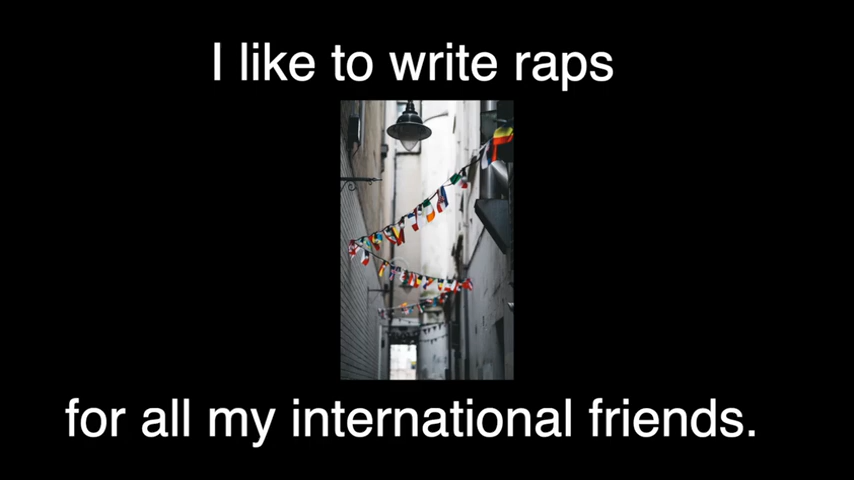 I like to write raps
for all my international friends.